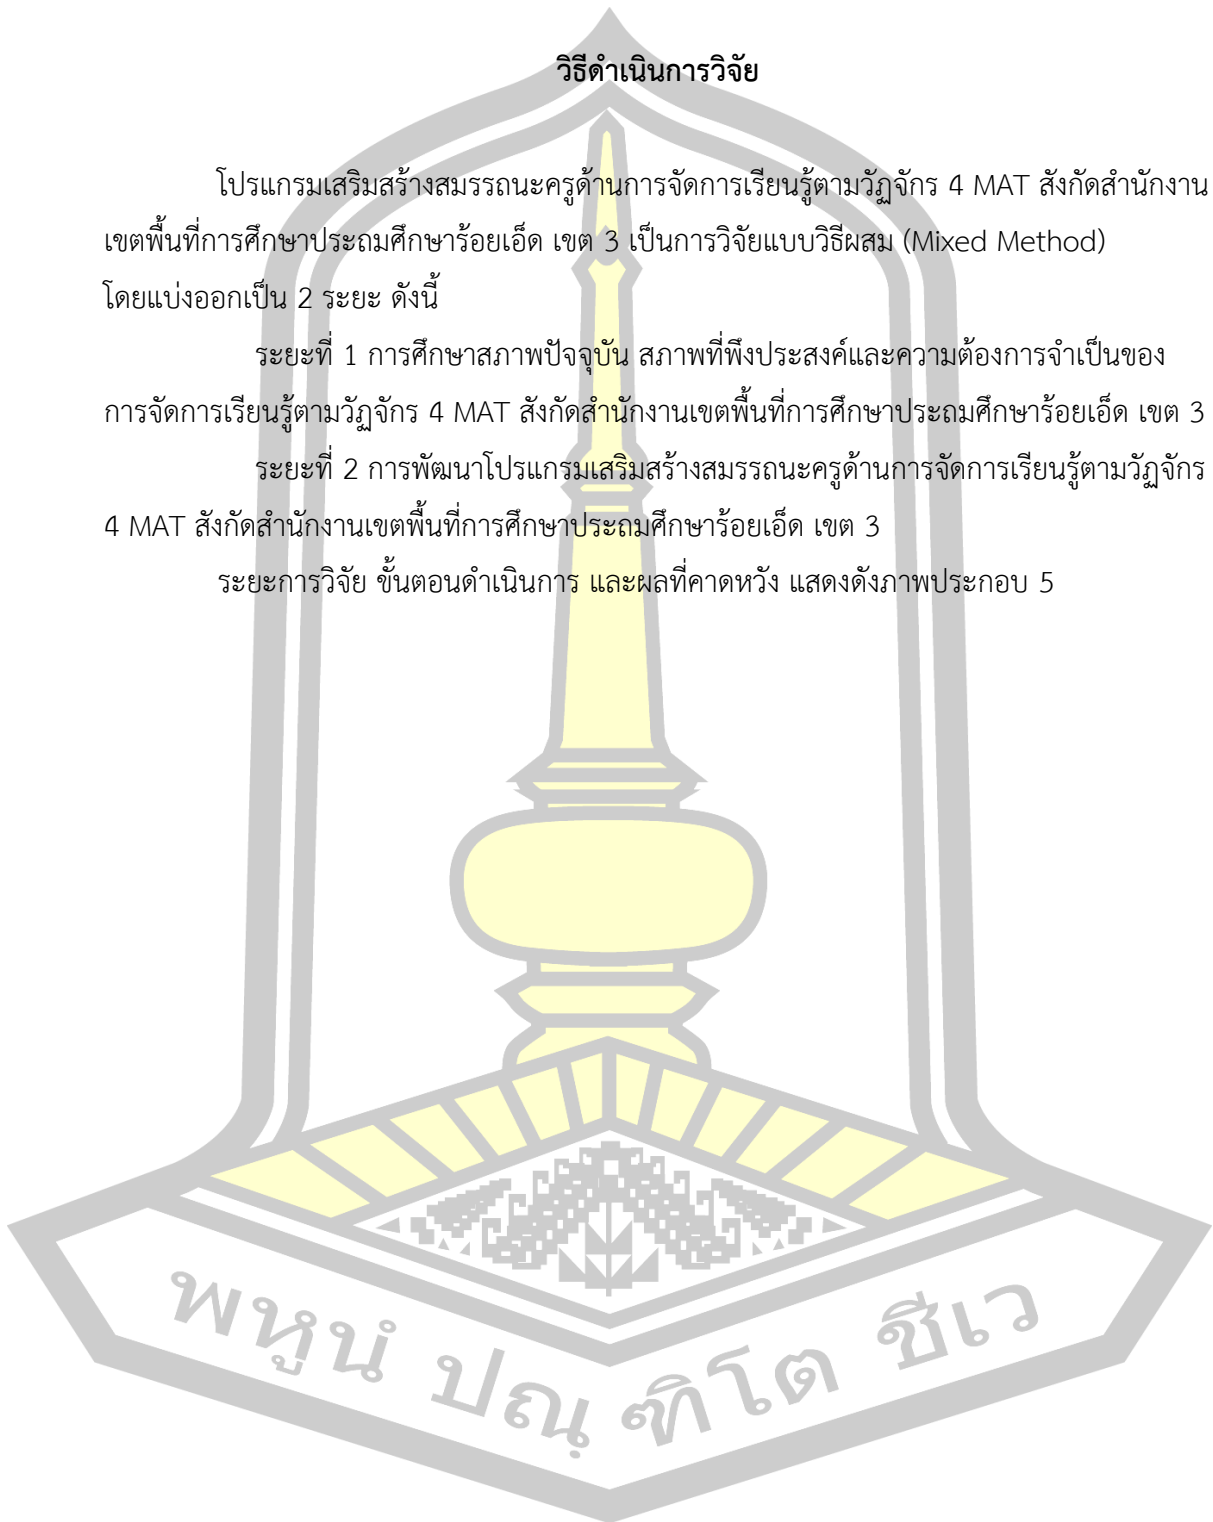 วิธีดำเนินการวิจัย
โปรแกรมเสริมสร้างสมรรถนะครูด้านการจัดการเรียนรู้ตามวัฏจักร 4 MAT สังกัดสำนักงาน
เขตพื้นที่การศึกษาประถมศึกษาร้อยเอ็ด เขต 3 เป็นการวิจัยแบบวิธีผสม (Mixed Method)
โดยแบ่งออกเป็น 2 ระยะ ดังนี้
ระยะที่ 1 การศึกษาสภาพปัจจุบัน สภาพที่พึงประสงค์และความต้องการจำเป็นของ
การจัดการเรียนรู้ตามวัฏจักร 4 MAT สังกัดสำนักงานเขตพื้นที่การศึกษาประถมศึกษาร้อยเอ็ด เขต 3
ระยะที่ 2 การพัฒนาโปรแกรมเสริมสร้างสมรรถนะครูด้านการจัดการเรียนรู้ตามวัฏจักร
4 MAT สังกัดสำนักงานเขตพื้นที่การศึกษาประถมศึกษาร้อยเอ็ด เขต 3
ระยะการวิจัย ขั้นตอนดำเนินการ และผลที่คาดหวัง แสดงดังภาพประกอบ 5
พหูนํ ปณฺฑิโต ชีเว